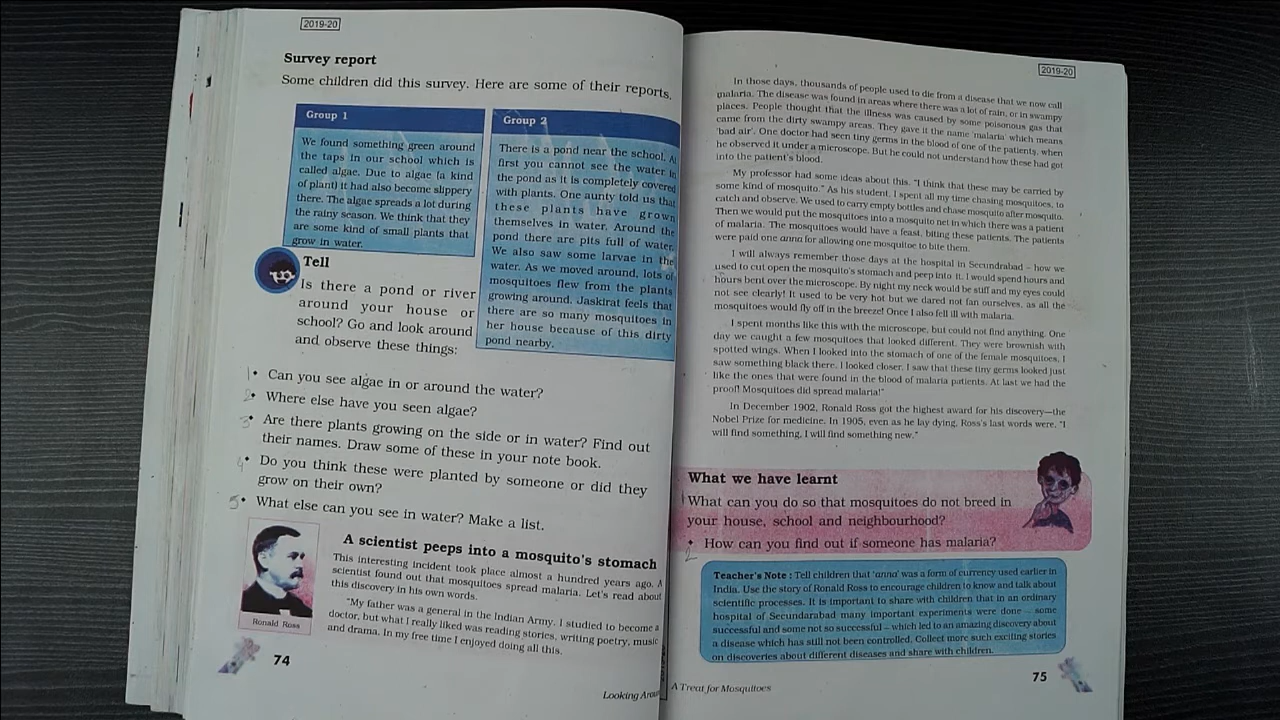 2019-20
Survey report
Some children did this survey. Here are some of their reports.
Group 1
We found something green around
the taps in our school which is
called algae. Due to algae (a kind
of plant) it had also become slippery
there. The algae spreads a lot during
the rainy season. We think that they
are some kind of small plants that
grow in water.
Group 2
There is a pond near the school. At
first you cannot see the water in
the pond as it is completely covered
with plants. One aunty told us that
these plants have grown
themselves in water. Around the
pond there are pits full of water.
We also saw some larvae in the
water. As we moved around, lots of
mosquitoes flew from the plants
growing around. Jaskirat feels that
there are so many mosquitoes in
her house because of this dirty
pond nearby.
Tell
Is there a pond or river
around your house or
school? Go and look around
and observe these things:
1 • Can you see algae in or around the water?
2 • Where else have you seen algae?
3 • Are there plants growing on the side or in water? Find out
their names. Draw some of these in your note book.
4 • Do you think these were planted by someone or did they
grow on their own?
5 • What else can you see in water? Make a list.
A scientist peeps into a mosquito's stomach
This interesting incident took place almost a hundred years ago. A
scientist found out that mosquitoes spread malaria. Let's read about
this discovery in his own words.
"My father was a general in the Indian Army. I studied to become a
doctor, but what I really liked was reading stories, writing poetry, music
and drama. In my free time I enjoyed doing all this.
Ronald Ross
74
Looking Arou
2019-20
In those days, thousands of people used to die from a disease that we now call
malaria. The disease was found in areas where there was a lot of rain, or in swampy
places. People thought that the illness was caused by some poisonous gas that
came from the dirty swampy areas. They gave it the name 'malaria' which means
'bad air'. One doctor had seen tiny germs in the blood of one of the patients, when
he observed it under a microscope. But he could not understand how these had got
into the patient's blood.
My professor had some ideas about this. "I think that these may be carried by
some kind of mosquito." As his student, I spent all my time chasing mosquitoes, to
catch and observe. We used to carry empty bottles and chase mosquito after mosquito.
Then we would put the mosquitoes into a mosquito net in which there was a patient
of malaria. The mosquitoes would have a feast, biting these patients. The patients
were paid one anna for allowing one mosquitoe to bite them.
I will always remember those days at the hospital in Secundrabad – how we
used to cut open the mosquito's stomach and peep into it. I would spend hours and
hours bent over the microscope. By night my neck would be stiff and my eyes could
not see clearly! It used to be very hot but we dared not fan ourselves, as all the
mosquitoes would fly off in the breeze! Once I also fell ill with malaria.
I spent months like this with the microscope, but could not find anything. One
day we caught a few mosquitoes that looked different. They were brownish with
spotted wings. When I looked into the stomach of one of the female mosquitoes, I
saw something black there. I looked closer. I saw that these tiny germs looked just
like the ones that were found in the blood of malaria patients. At last we had the
proof! Mosquitoes did spread malaria!"
In December 1902, Ronald Ross got the highest award for his discovery—the
Nobel Prize for medicine. In 1905, even as he lay dying, Ross's last words were, "I
will find something, I will find something new."
What we have learnt
1 What can you do so that mosquitoes do not breed in
your house, school and neighbourhood?
2 • How can you find out if someone has malaria?
Teacher's Note : Tell children that 'anna' was a form of currency used earlier in
India. Use the story of Ronald Ross to encourage children to know and talk about
scientific processes. It is important to share with children that in an ordinary
hospital of Secundarabad many important experiments were done – some
successful and some not so successful – which led to an amazing discovery about
a disease which has still not been controlled. Collect more such exciting stories
on discoveries about different diseases and share with children.
75
A Treat for Mosquitoes